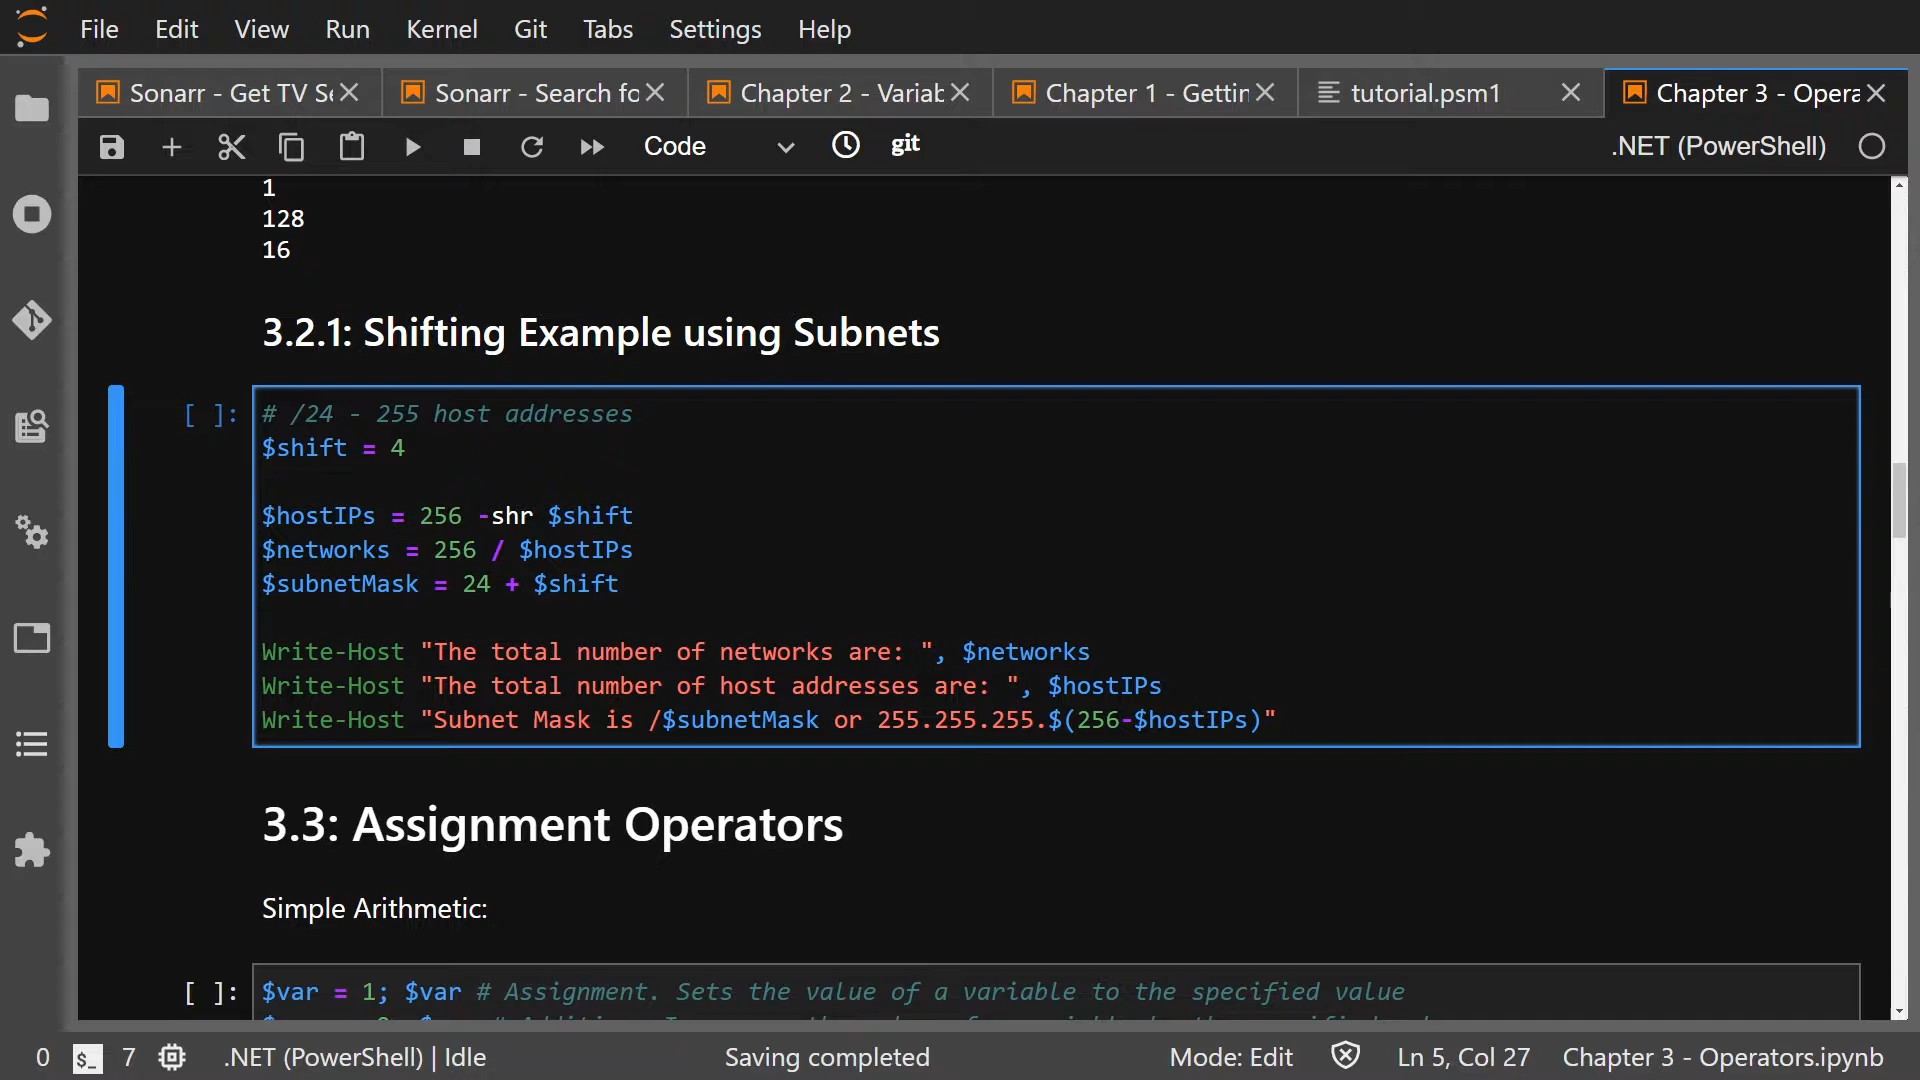 File Edit View Run Kernel Git Tabs Settings Help
Sonarr - Get TV Se Sonarr - Search fo Chapter 2 - Variab Chapter 1 - Gettin tutorial.psm1 Chapter 3 - Opera
Code git .NET (PowerShell)
1
128
16
3.2.1: Shifting Example using Subnets
[ ]: # /24 - 255 host addresses
$shift = 4
$hostIPs = 256 -shr $shift
$networks = 256 / $hostIPs
$subnetMask = 24 + $shift
Write-Host "The total number of networks are: ", $networks
Write-Host "The total number of host addresses are: ", $hostIPs
Write-Host "Subnet Mask is /$subnetMask or 255.255.255.$(256-$hostIPs)"
3.3: Assignment Operators
Simple Arithmetic:
[ ]: $var = 1; $var # Assignment. Sets the value of a variable to the specified value
0 $_ 7 .NET (PowerShell) | Idle Saving completed Mode: Edit Ln 5, Col 27 Chapter 3 - Operators.ipynb